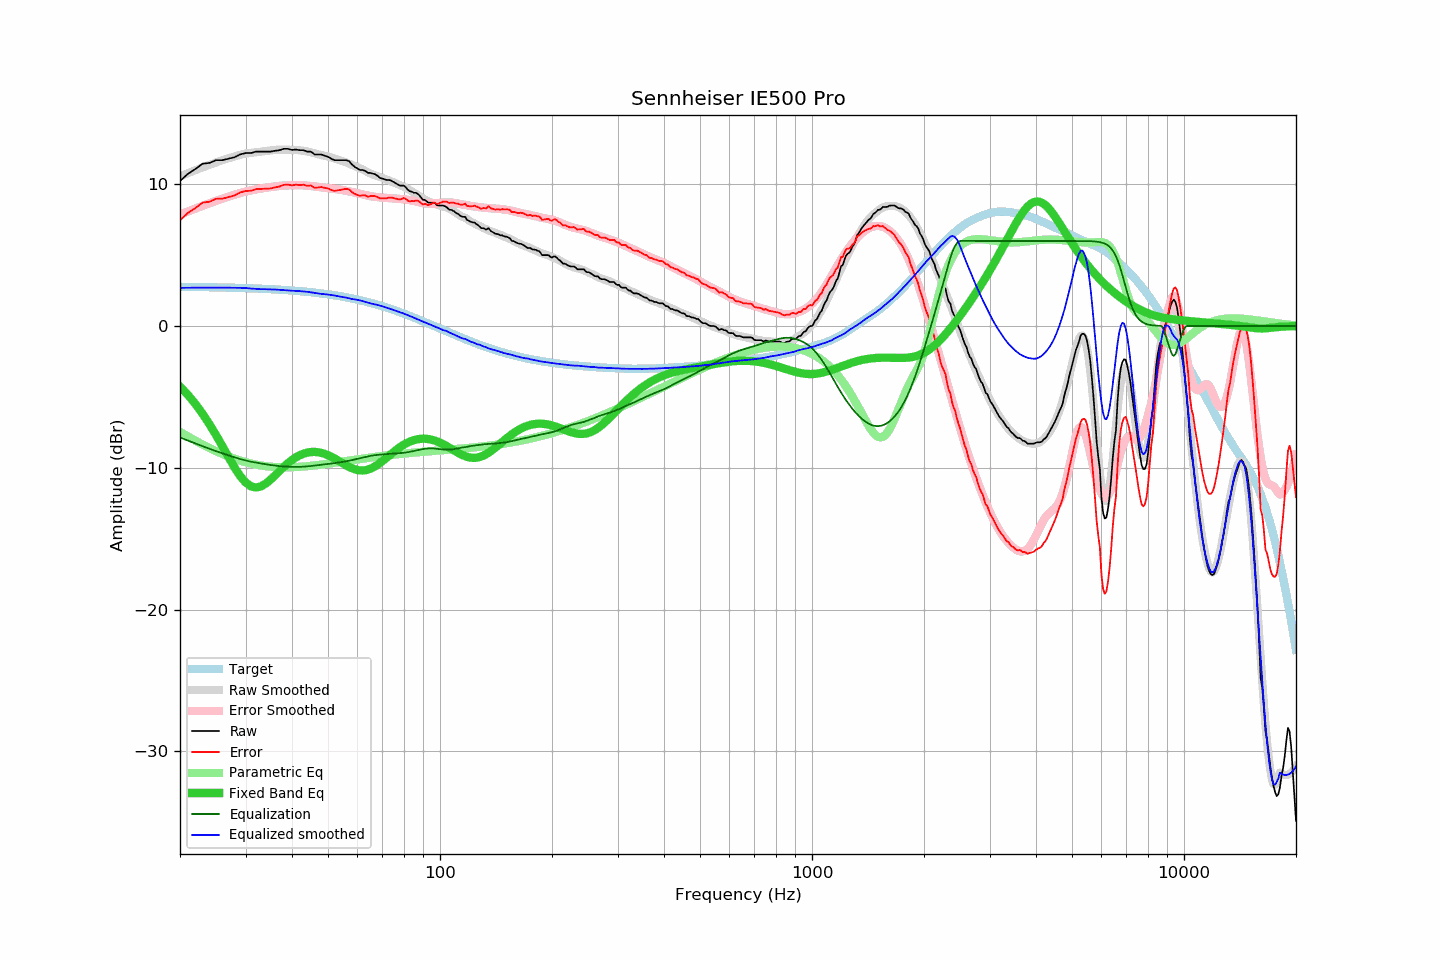 Sennheiser IE500 Pro
Amplitude (dBr)
10
0
−10
−20
−30
Target
Raw Smoothed
Error Smoothed
Raw
Error
Parametric Eq
Fixed Band Eq
Equalization
Equalized smoothed
100
1000
10000
Frequency (Hz)